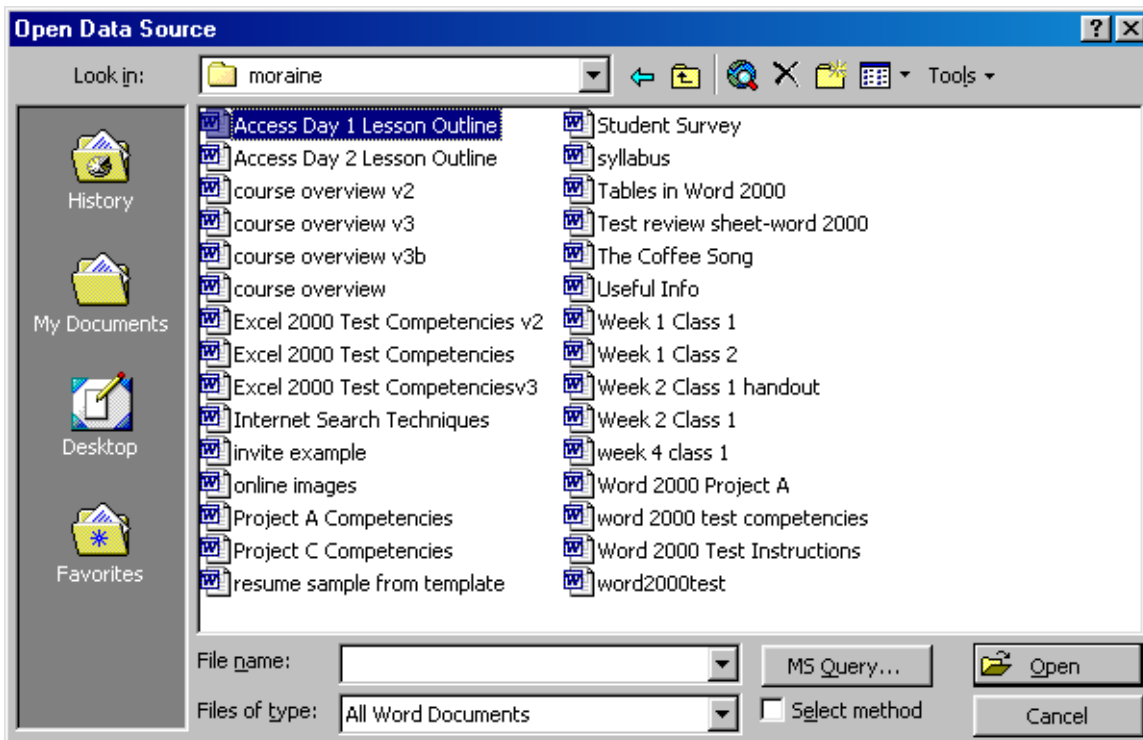 Open Data Source
Look in:
moraine
Tools
History
My Documents
Desktop
Favorites
Access Day 1 Lesson Outline
Access Day 2 Lesson Outline
course overview v2
course overview v3
course overview v3b
course overview
Excel 2000 Test Competencies v2
Excel 2000 Test Competencies
Excel 2000 Test Competenciesv3
Internet Search Techniques
invite example
online images
Project A Competencies
Project C Competencies
resume sample from template
Student Survey
syllabus
Tables in Word 2000
Test review sheet-word 2000
The Coffee Song
Useful Info
Week 1 Class 1
Week 1 Class 2
Week 2 Class 1 handout
Week 2 Class 1
week 4 class 1
Word 2000 Project A
word 2000 test competencies
Word 2000 Test Instructions
word2000test
File name:
MS Query...
Open
Files of type:
All Word Documents
Select method
Cancel